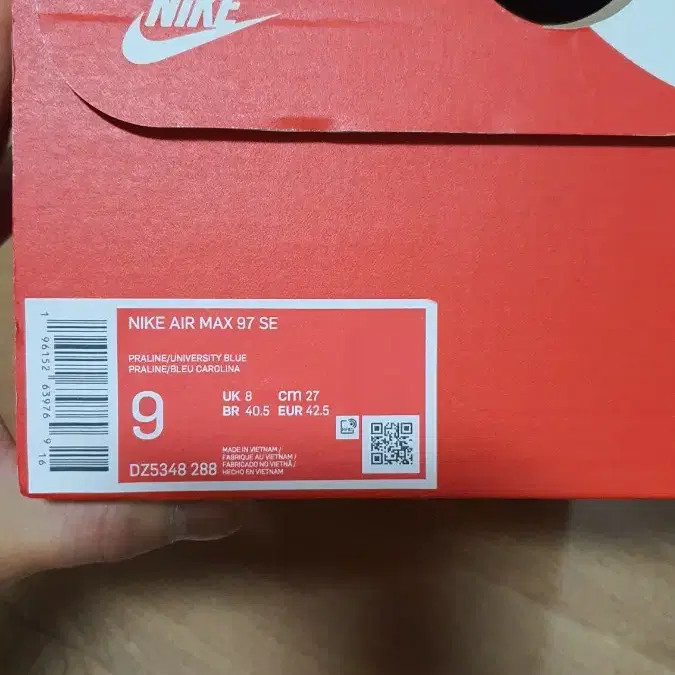 NIKE
NIKE AIR MAX 97 SE
PRALINE/UNIVERSITY BLUE
PRALINE/BLEU CAROLINA
9
UK 8 CM 27
BR 40.5 EUR 42.5
DZ5348 288
MADE IN VIETNAM /
FABRIQUE AU VIETNAM /
FABRICADO NO VIETNÃ /
HECHO EN VIETNAM
1 96152 63976 9 16